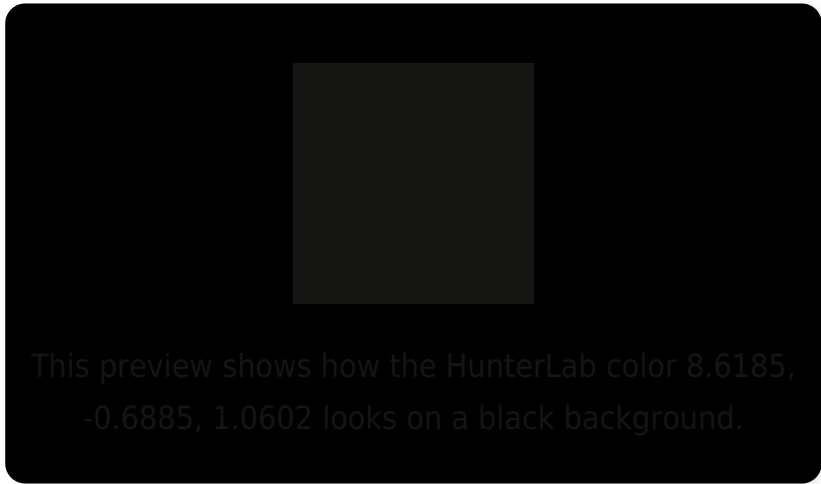 This preview shows how the HunterLab color 8.6185,
-0.6885, 1.0602 looks on a black background.